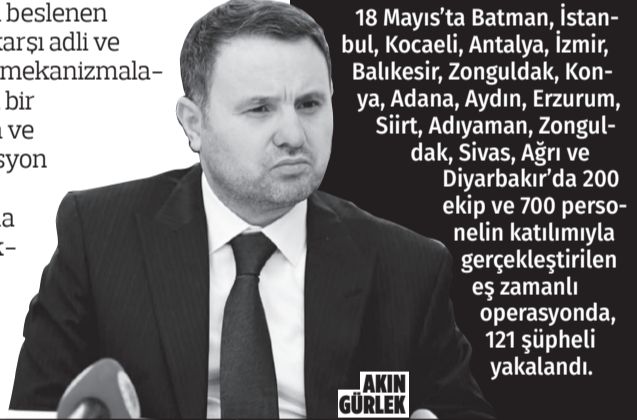 beslenen
karşı adli ve
mekanizmala-
bir
ve
syon
18 Mayıs’ta Batman, İstan-
bul, Kocaeli, Antalya, İzmir,
Balıkesir, Zonguldak, Kon-
ya, Adana, Aydın, Erzurum,
Siirt, Adıyaman, Zongul-
dak, Sivas, Ağrı ve
Diyarbakır’da 200
ekip ve 700 perso-
nelin katılımıyla
gerçekleştirilen
eş zamanlı
operasyonda,
121 şüpheli
yakalandı.
AKIN
GÜRLEK